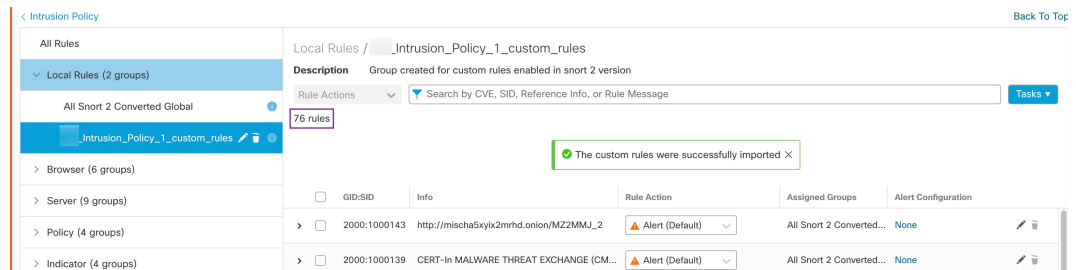 < Intrusion Policy
Back To Top
All Rules
Local Rules (2 groups)
All Snort 2 Converted Global
_Intrusion_Policy_1_custom_rules
Browser (6 groups)
Server (9 groups)
Policy (4 groups)
Indicator (4 groups)
Local Rules / _Intrusion_Policy_1_custom_rules
Description Group created for custom rules enabled in snort 2 version
Rule Actions
Search by CVE, SID, Reference Info, or Rule Message
Tasks
76 rules
The custom rules were successfully imported
GID:SID Info Rule Action Assigned Groups Alert Configuration
2000:1000143 http://mischa5xyix2mrhd.onion/MZ2MMJ_2 Alert (Default) All Snort 2 Converted... None
2000:1000139 CERT-In MALWARE THREAT EXCHANGE (CM... Alert (Default) All Snort 2 Converted... None